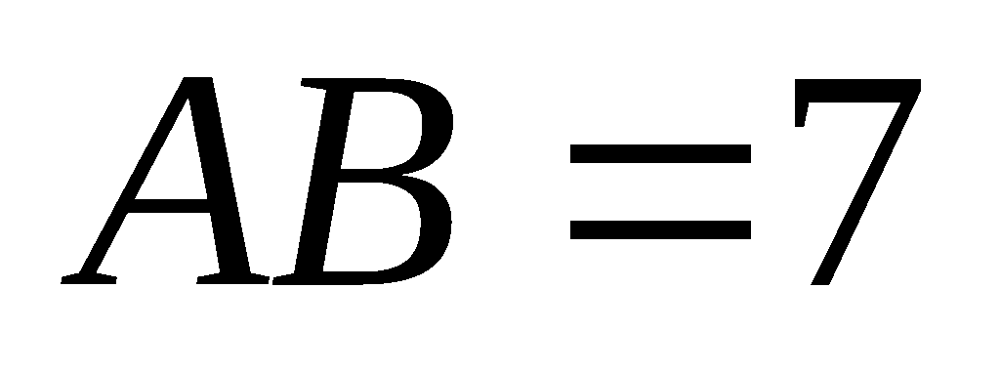 AB = 7